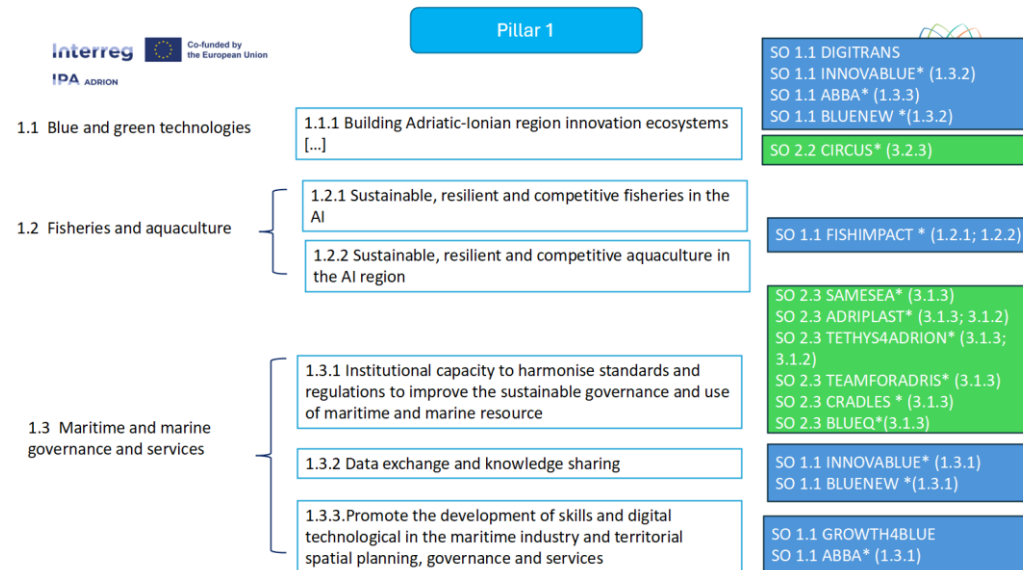 Pillar 1
Interreg
Co-funded by
the European Union
IPA ADRION
1.1 Blue and green technologies
1.1.1 Building Adriatic-Ionian region innovation ecosystems
[...]
SO 1.1 DIGITRANS
SO 1.1 INNOVABLUE* (1.3.2)
SO 1.1 ABBA* (1.3.3)
SO 1.1 BLUENEW *(1.3.2)
SO 2.2 CIRCUS* (3.2.3)
1.2 Fisheries and aquaculture
1.2.1 Sustainable, resilient and competitive fisheries in the
AI
1.2.2 Sustainable, resilient and competitive aquaculture in
the AI region
SO 1.1 FISHIMPACT * (1.2.1; 1.2.2)
1.3 Maritime and marine
governance and services
1.3.1 Institutional capacity to harmonise standards and
regulations to improve the sustainable governance and use
of maritime and marine resource
SO 2.3 SAMESEA* (3.1.3)
SO 2.3 ADRIPLAST* (3.1.3; 3.1.2)
SO 2.3 TETHYS4ADRION* (3.1.3;
3.1.2)
SO 2.3 TEAMFORADRIS* (3.1.3)
SO 2.3 CRADLES * (3.1.3)
SO 2.3 BLUEQ*(3.1.3)
1.3.2 Data exchange and knowledge sharing
SO 1.1 INNOVABLUE* (1.3.1)
SO 1.1 BLUENEW *(1.3.1)
1.3.3.Promote the development of skills and digital
technological in the maritime industry and territorial
spatial planning, governance and services
SO 1.1 GROWTH4BLUE
SO 1.1 ABBA* (1.3.1)